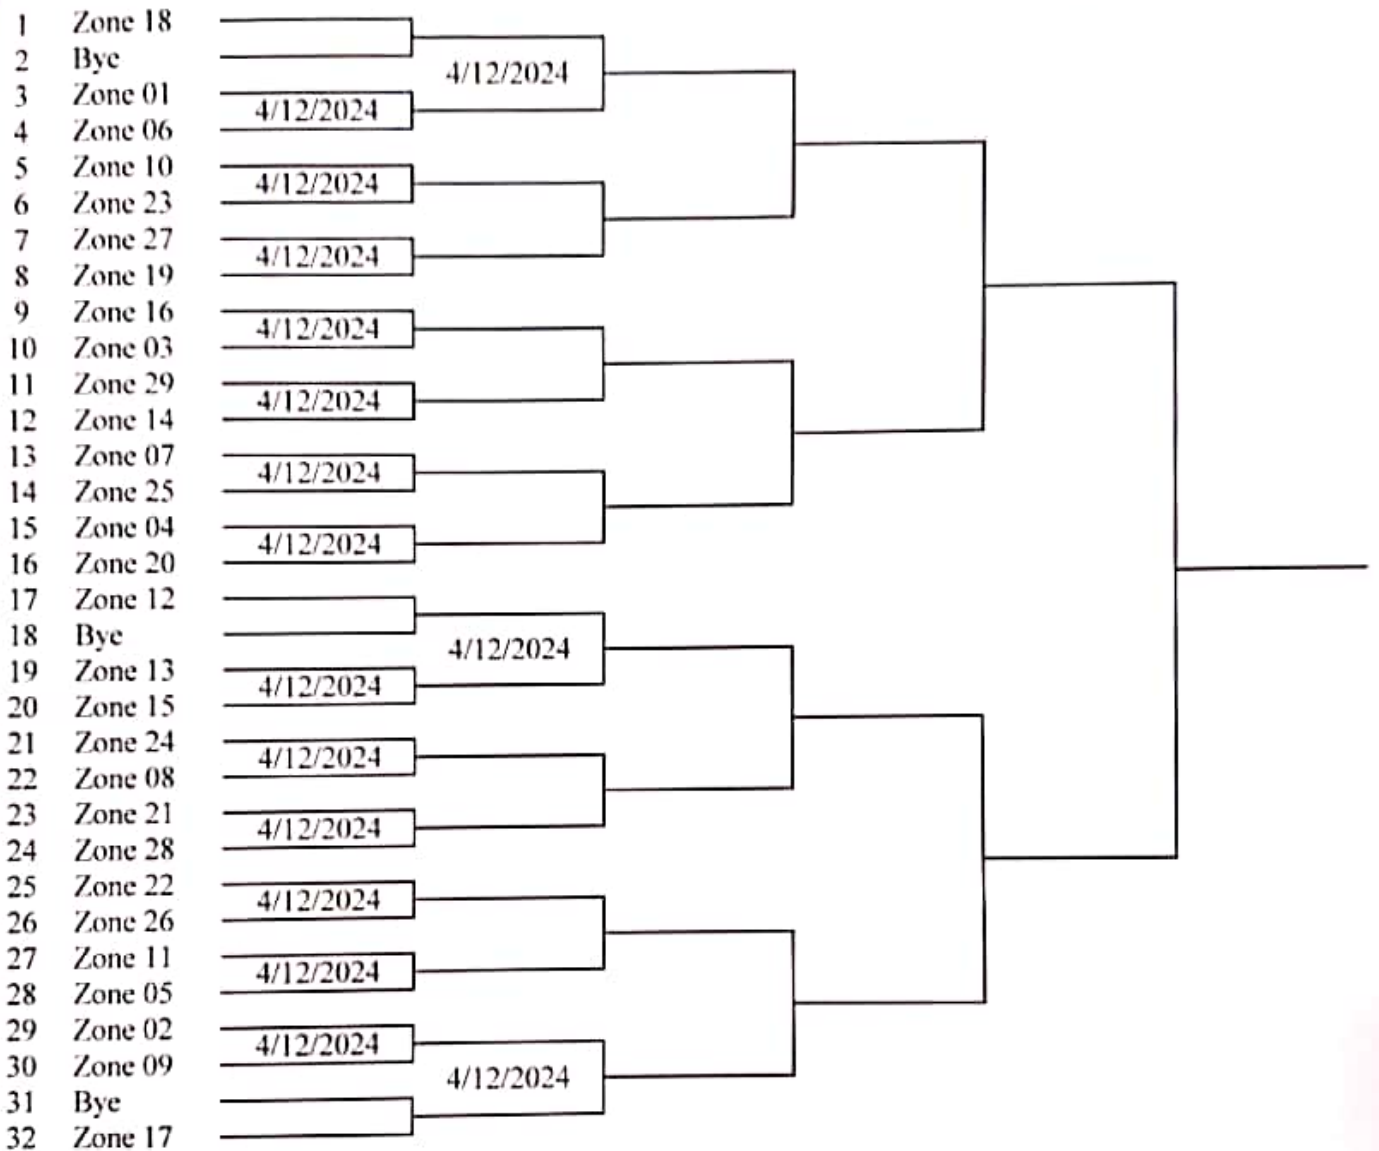 1 Zone 18
2 Bye
4/12/2024
3 Zone 01
4/12/2024
4 Zone 06
5 Zone 10
4/12/2024
6 Zone 23
7 Zone 27
4/12/2024
8 Zone 19
9 Zone 16
4/12/2024
10 Zone 03
11 Zone 29
4/12/2024
12 Zone 14
13 Zone 07
4/12/2024
14 Zone 25
15 Zone 04
4/12/2024
16 Zone 20
17 Zone 12
18 Bye
4/12/2024
19 Zone 13
4/12/2024
20 Zone 15
21 Zone 24
4/12/2024
22 Zone 08
23 Zone 21
4/12/2024
24 Zone 28
25 Zone 22
4/12/2024
26 Zone 26
27 Zone 11
4/12/2024
28 Zone 05
29 Zone 02
4/12/2024
30 Zone 09
4/12/2024
31 Bye
32 Zone 17